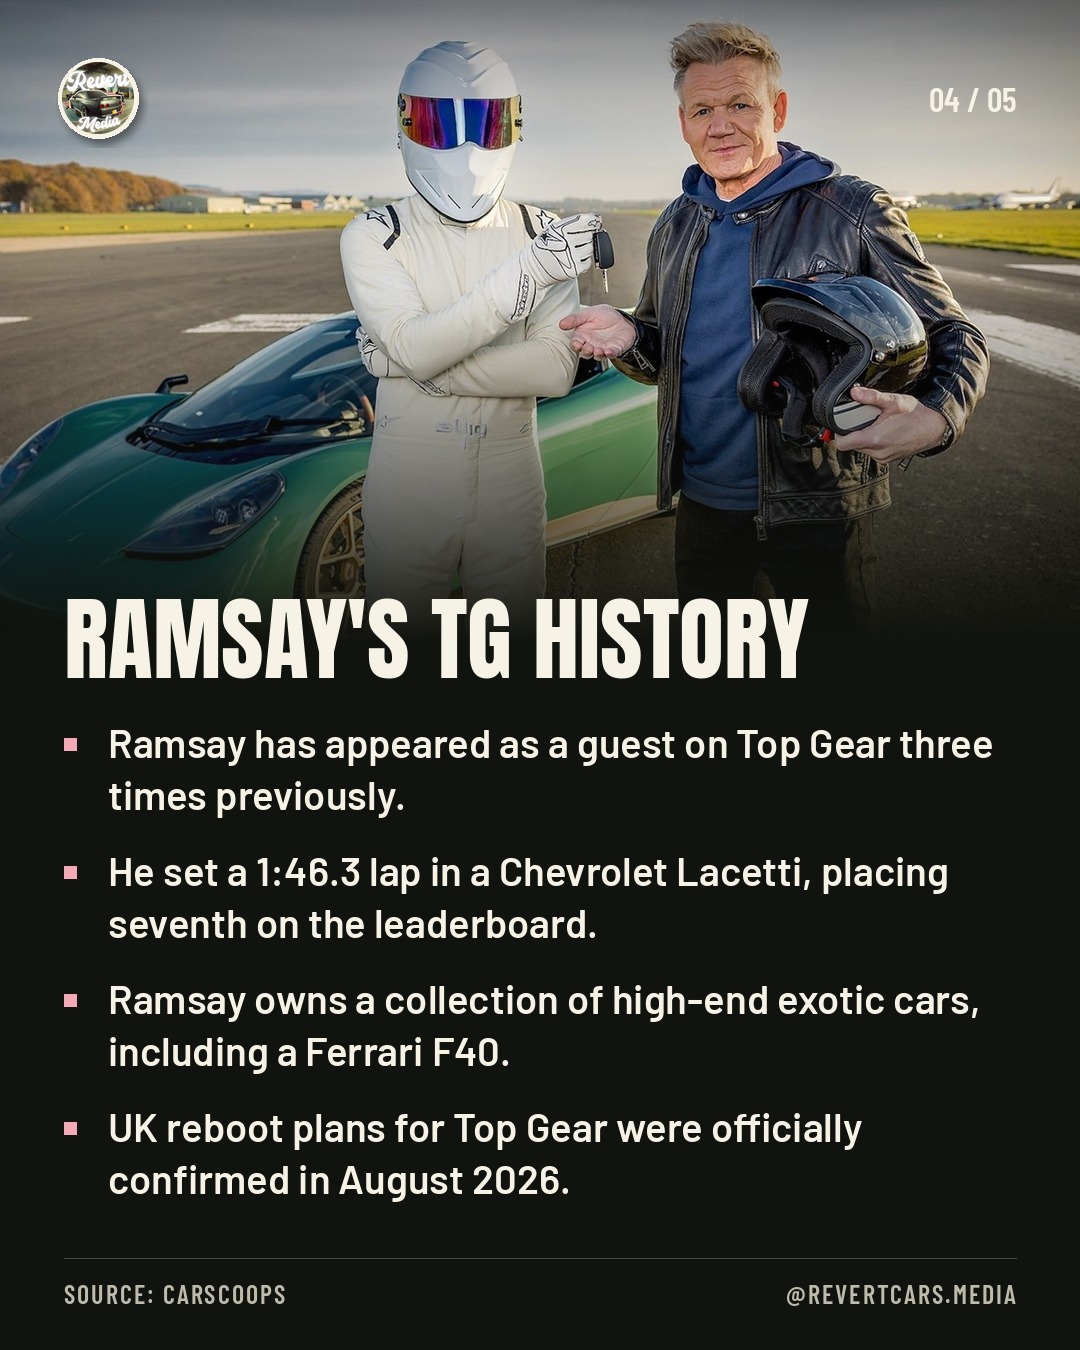 Revert
Media
04 / 05
RAMSAY'S TG HISTORY
Ramsay has appeared as a guest on Top Gear three
times previously.
He set a 1:46.3 lap in a Chevrolet Lacetti, placing
seventh on the leaderboard.
Ramsay owns a collection of high-end exotic cars,
including a Ferrari F40.
UK reboot plans for Top Gear were officially
confirmed in August 2026.
SOURCE: CARSCOOPS
@REVERTCARS.MEDIA